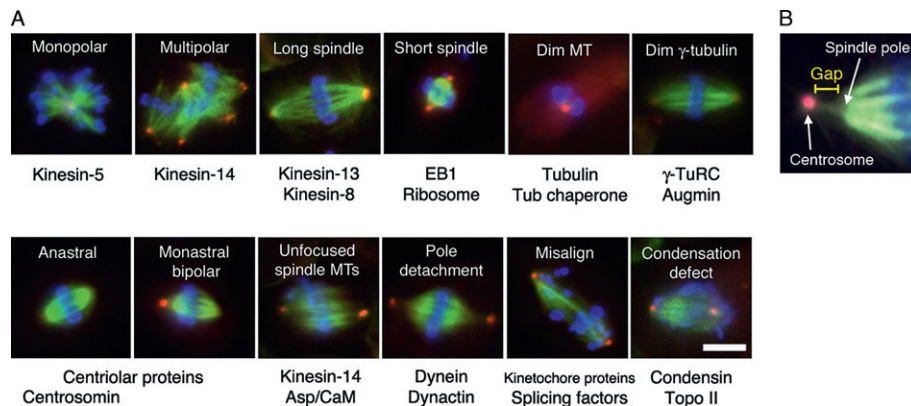 A
B
Monopolar
Multipolar
Long spindle
Short spindle
Dim MT
Dim γ-tubulin
Spindle pole
Gap
Centrosome
Kinesin-5
Kinesin-14
Kinesin-13
Kinesin-8
EB1
Ribosome
Tubulin
Tub chaperone
γ-TuRC
Augmin
Anastral
Monastral
bipolar
Unfocused
spindle MTs
Pole
detachment
Misalign
Condensation
defect
Centriolar proteins
Centrosomin
Kinesin-14
Asp/CaM
Dynein
Dynactin
Kinetochore proteins
Splicing factors
Condensin
Topo II